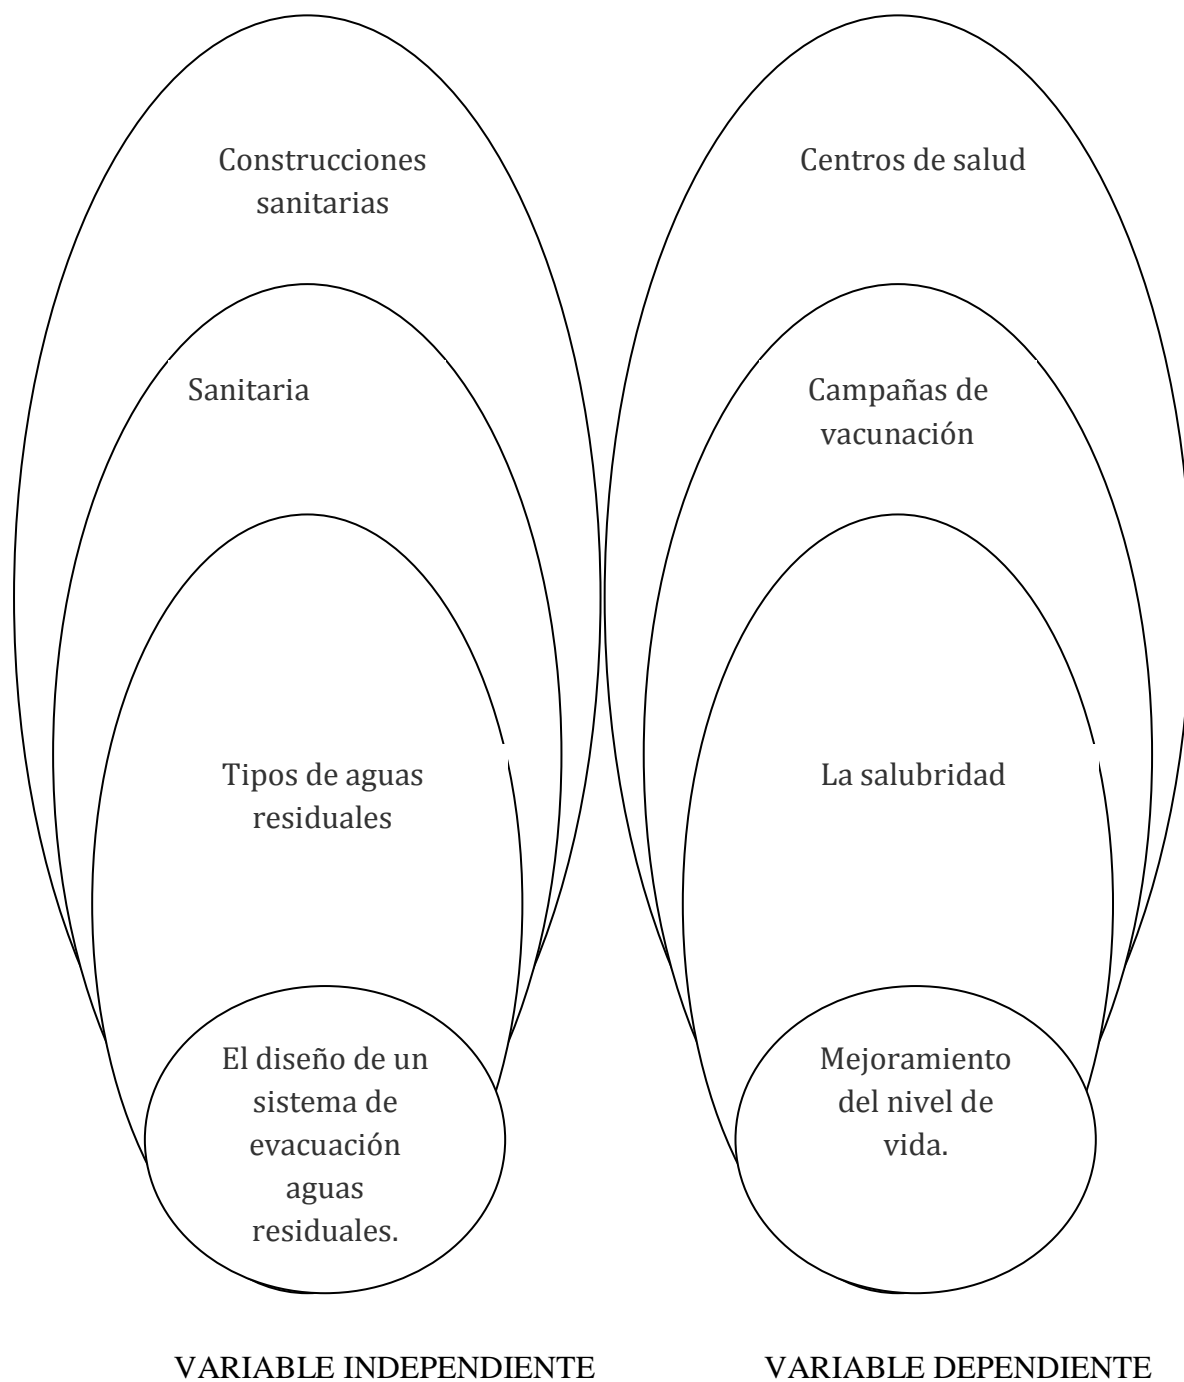 Construcciones
sanitarias
Sanitaria
Tipos de aguas
residuales
El diseño de un
sistema de
evacuación
aguas
residuales.
VARIABLE INDEPENDIENTE
Centros de salud
Campañas de
vacunación
La salubridad
Mejoramiento
del nivel de
vida.
VARIABLE DEPENDIENTE